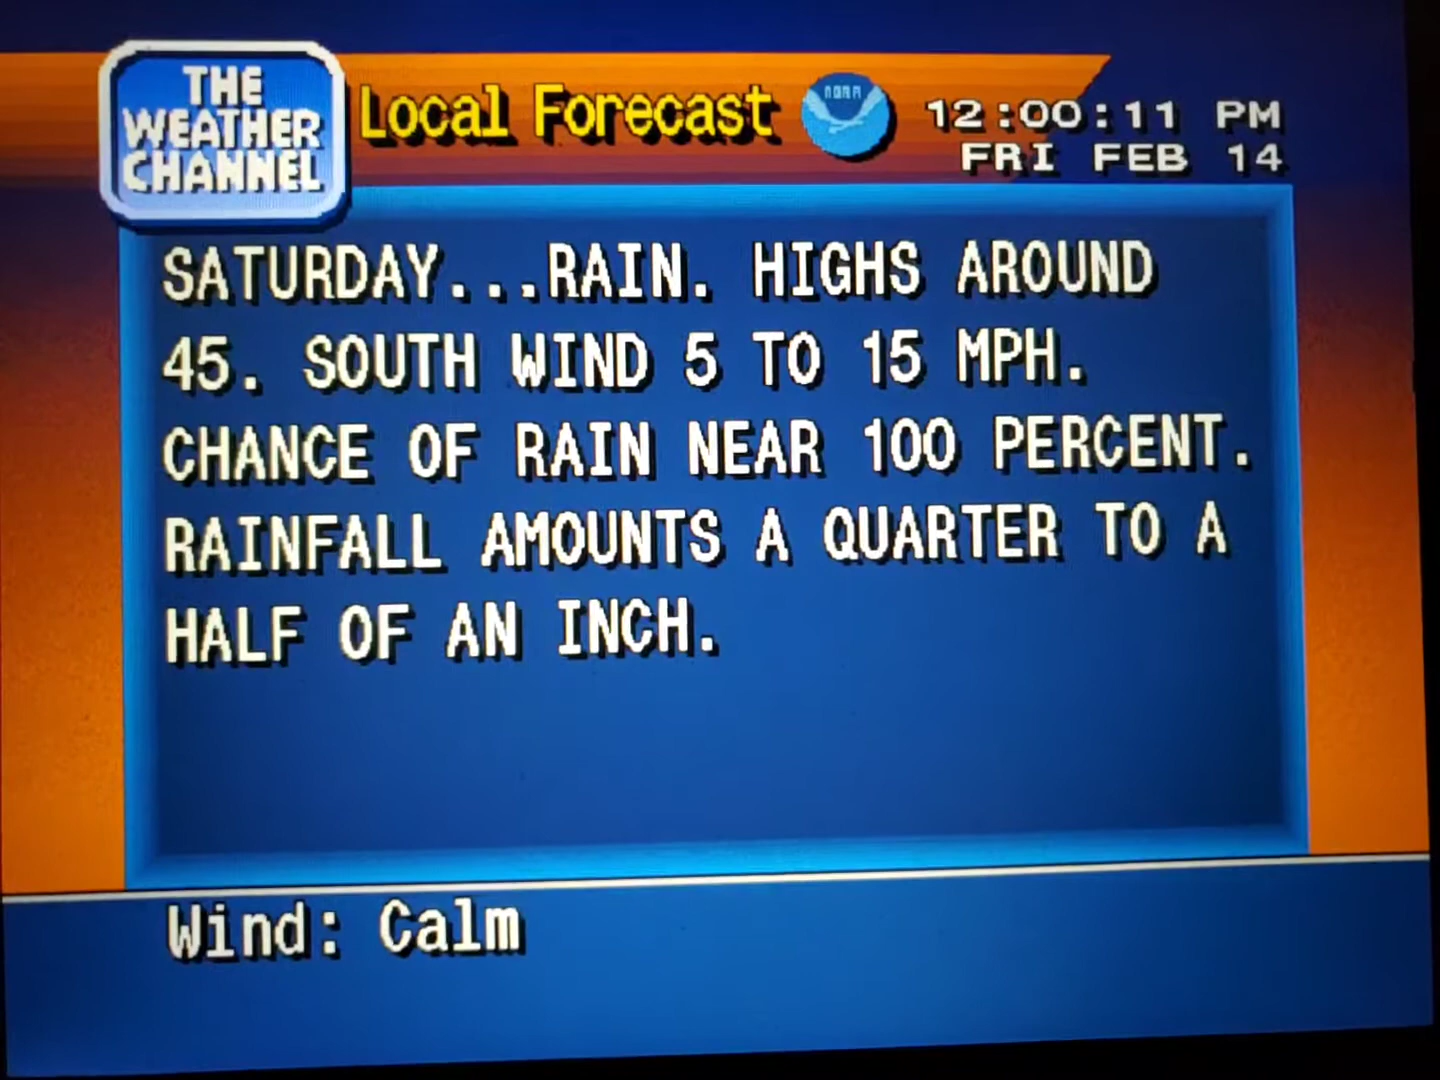 THE
WEATHER
CHANNEL
Local Forecast
NOAA
12:00:11 PM
FRI FEB 14
SATURDAY...RAIN. HIGHS AROUND
45. SOUTH WIND 5 TO 15 MPH.
CHANCE OF RAIN NEAR 100 PERCENT.
RAINFALL AMOUNTS A QUARTER TO A
HALF OF AN INCH.
Wind: Calm